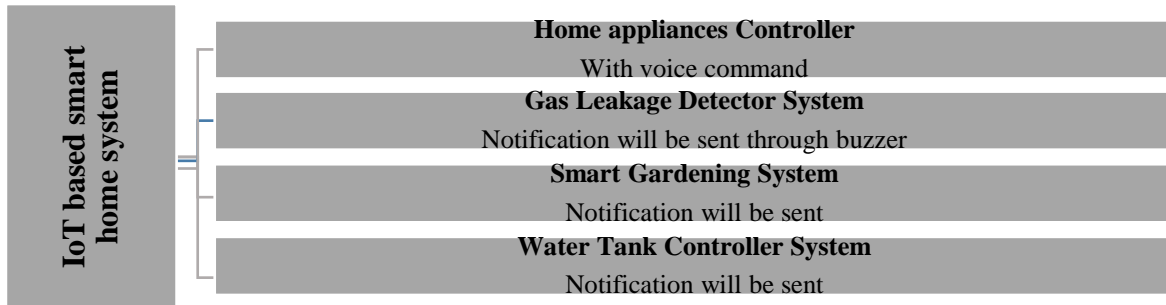 IoT based smart
home system
Home appliances Controller
With voice command
Gas Leakage Detector System
Notification will be sent through buzzer
Smart Gardening System
Notification will be sent
Water Tank Controller System
Notification will be sent